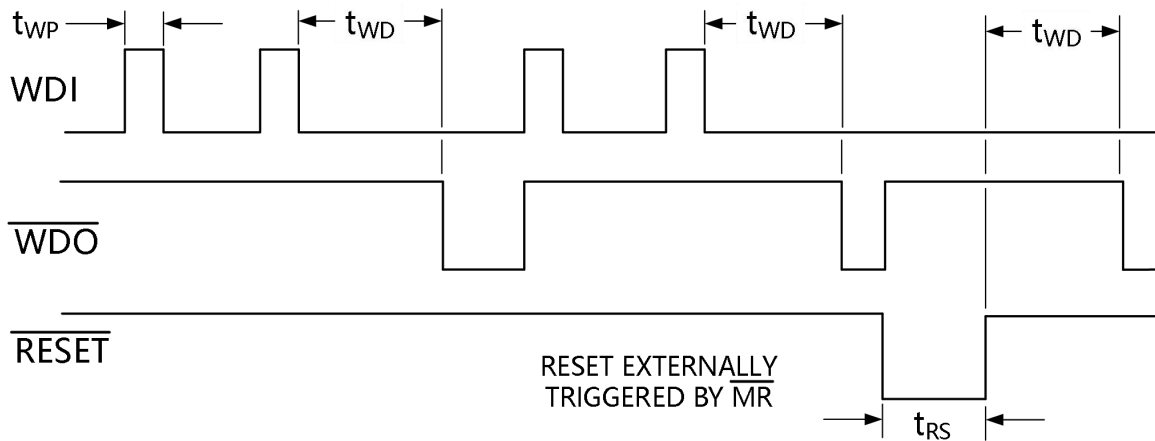 tWP
tWD
tWD
tWD
WDI
WDO
RESET
RESET EXTERNALLY
TRIGGERED BY MR
tRS